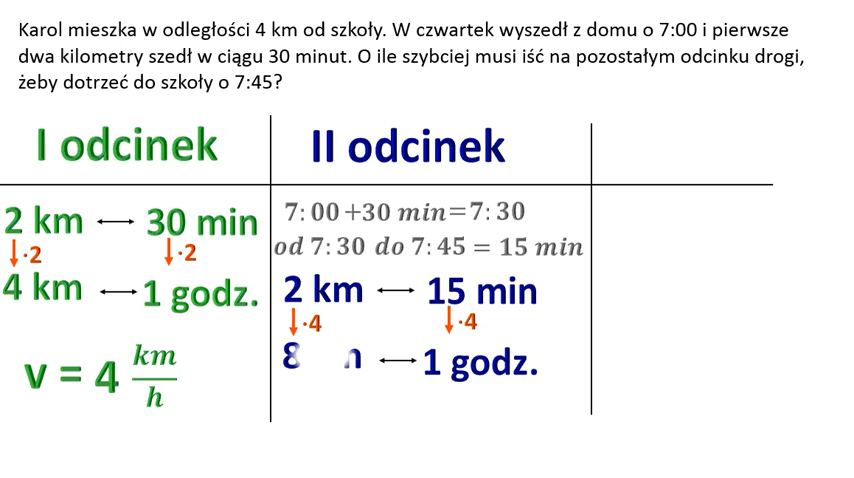 Karol mieszka w odległości 4 km od szkoły. W czwartek wyszedł z domu o 7:00 i pierwsze
dwa kilometry szedł w ciągu 30 minut. O ile szybciej musi iść na pozostałym odcinku drogi,
żeby dotrzeć do szkoły o 7:45?
I odcinek
II odcinek
2 km ⟷ 30 min
↓·2 ↓·2
4 km ⟷ 1 godz.
v = 4 km/h
7:00+30 min=7:30
od 7:30 do 7:45 = 15 min
2 km ⟷ 15 min
↓·4 ↓·4
8 ⟷ 1 godz.